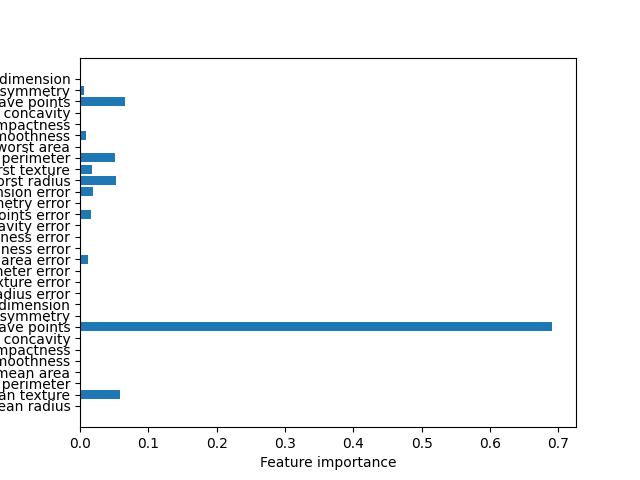 dimension
symmetry
ave points
concavity
mpactness
moothness
worst area
perimeter
rst texture
orst radius
nsion error
metry error
oints error
cavity error
ness error
ness error
area error
meter error
xture error
adius error
dimension
symmetry
ave points
concavity
mpactness
moothness
mean area
perimeter
an texture
ean radius
0.0 0.1 0.2 0.3 0.4 0.5 0.6 0.7
Feature importance